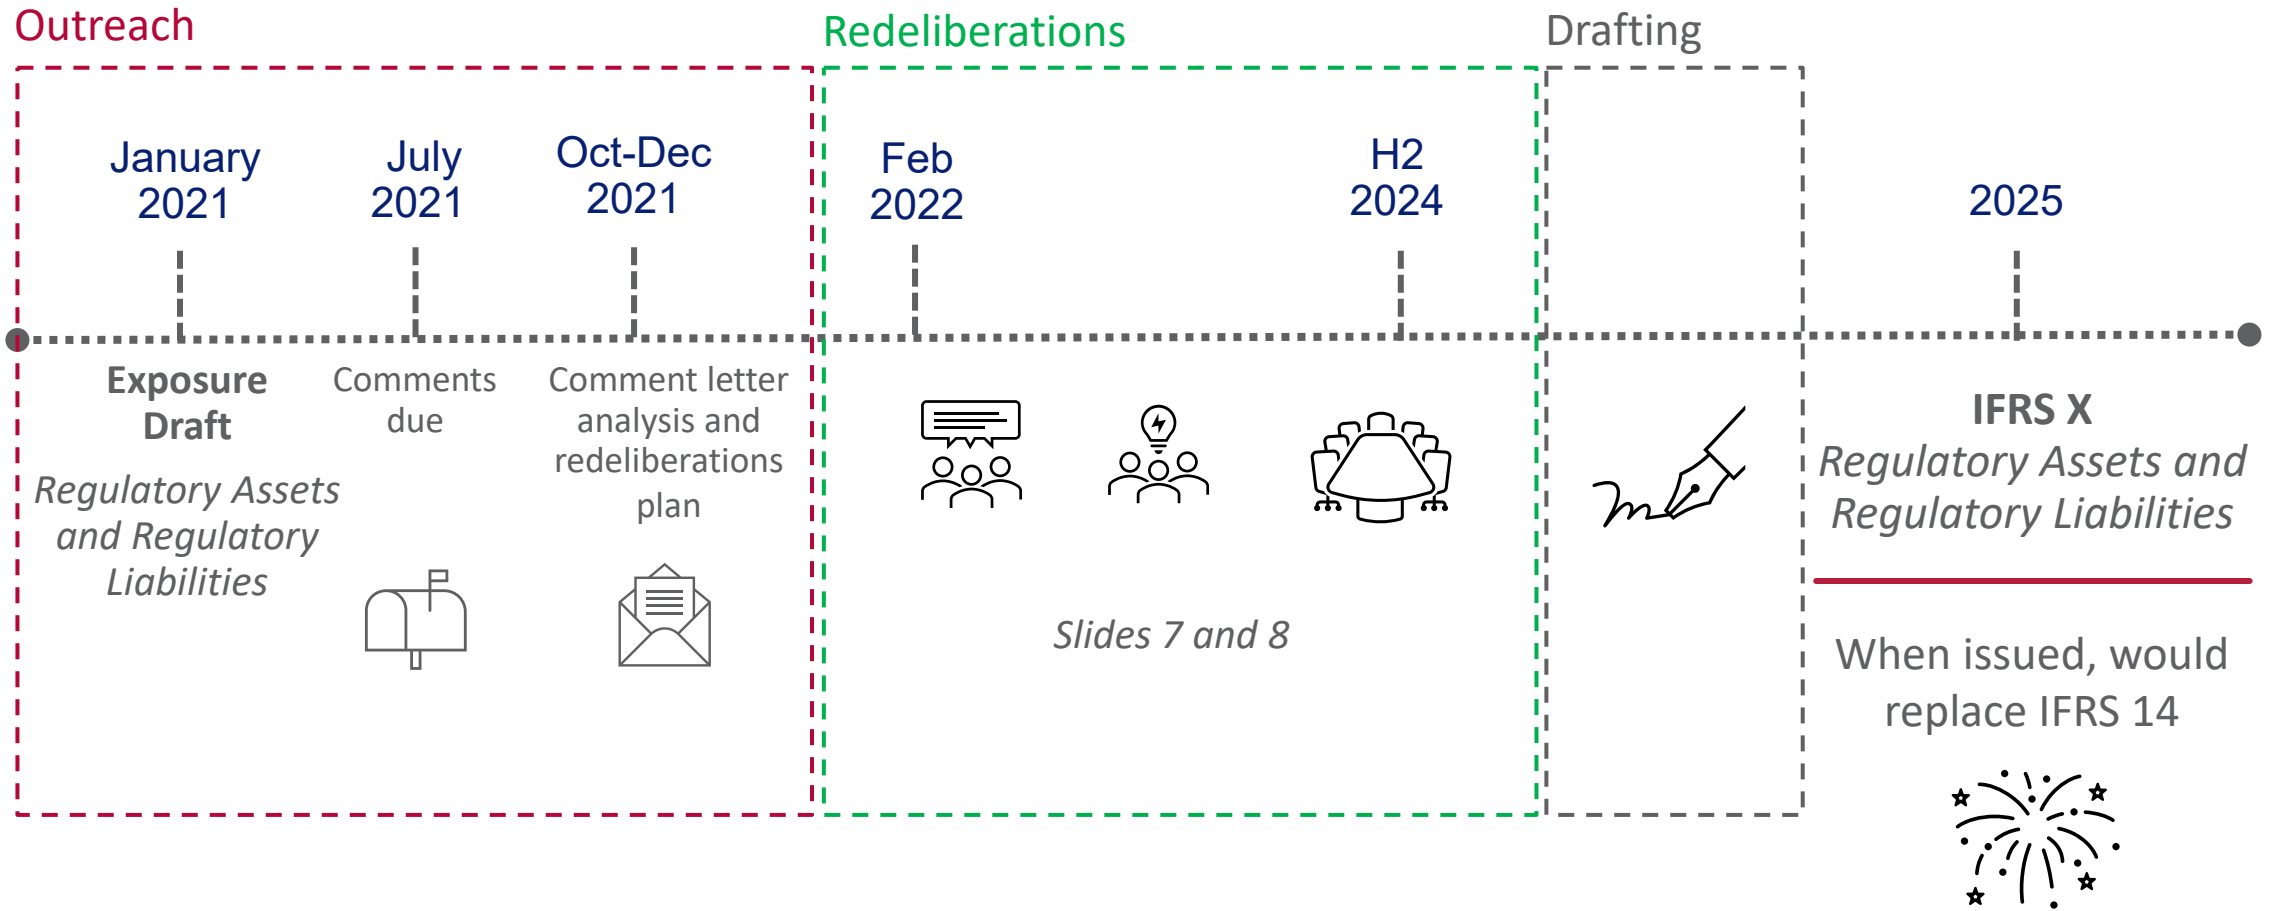 Outreach
Redeliberations
Drafting
January
2021
July
2021
Oct-Dec
2021
Feb
2022
H2
2024
2025
Exposure
Draft
Regulatory Assets
and Regulatory
Liabilities
Comments
due
Comment letter
analysis and
redeliberations
plan
Slides 7 and 8
IFRS X
Regulatory Assets and
Regulatory Liabilities
When issued, would
replace IFRS 14